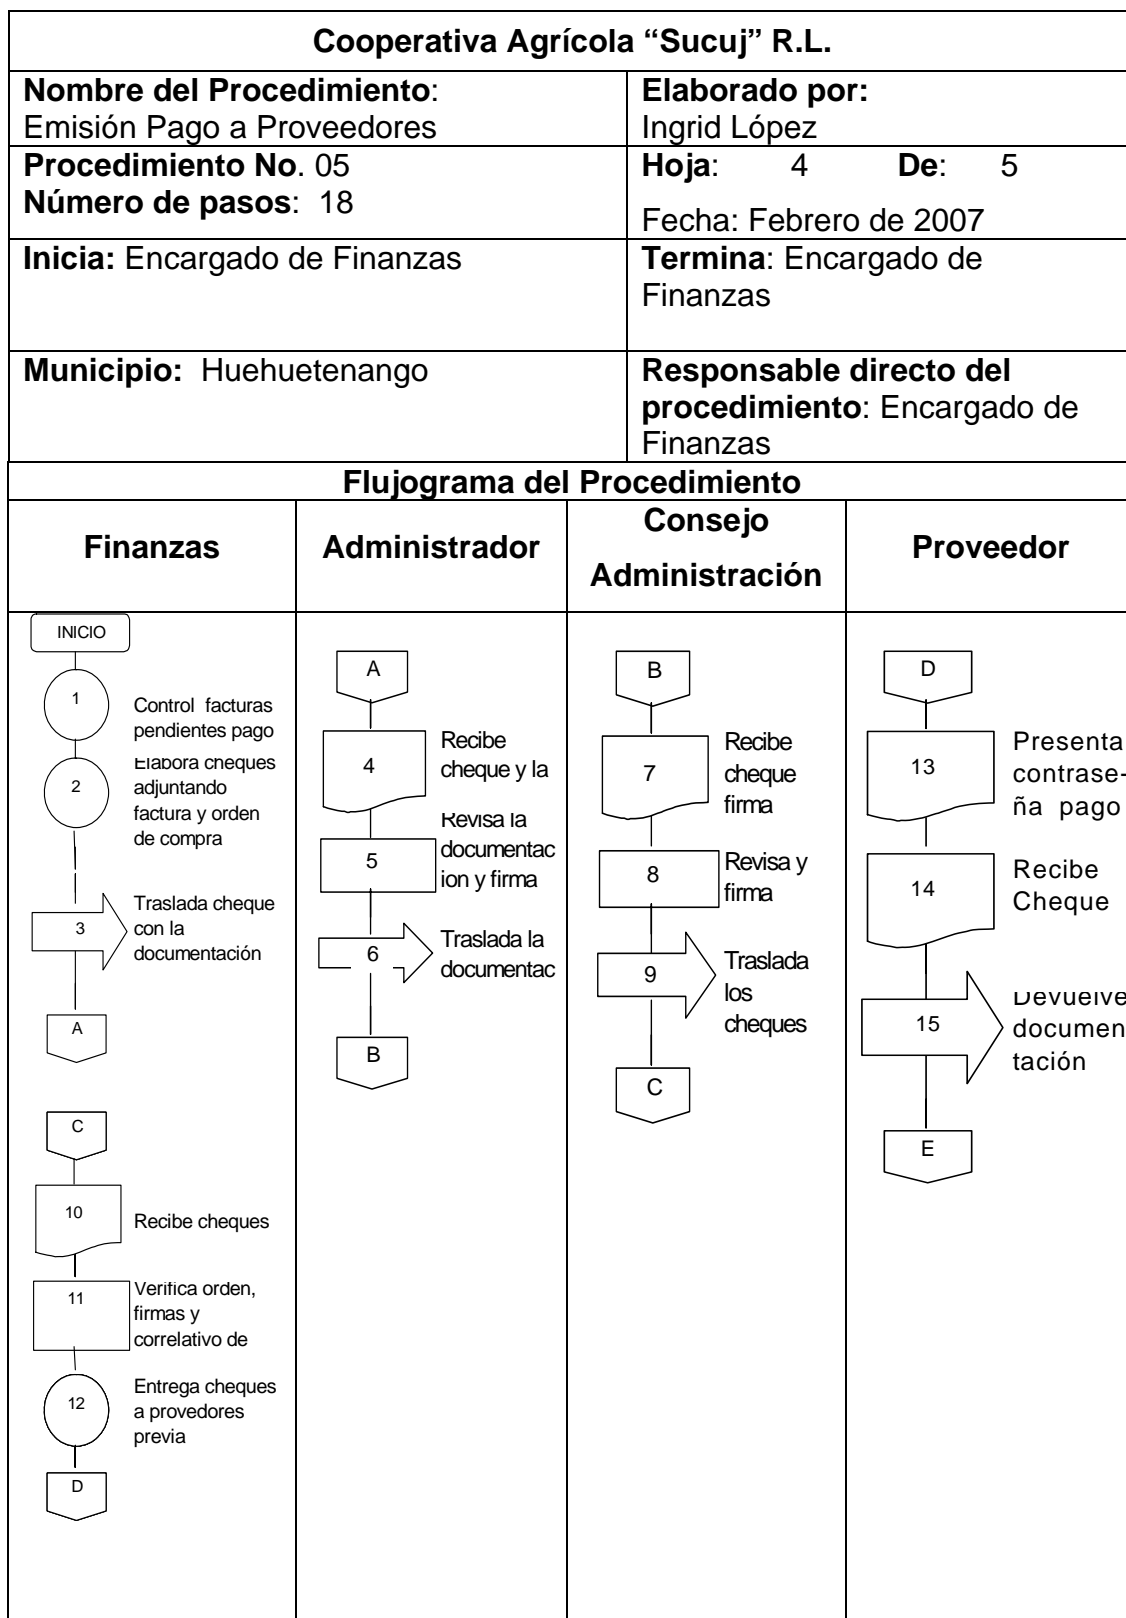 Cooperativa Agrícola “Sucuj” R.L.
Nombre del Procedimiento:
Emisión Pago a Proveedores
Elaborado por:
Ingrid López
Procedimiento No. 05
Número de pasos: 18
Hoja: 4 De: 5
Fecha: Febrero de 2007
Inicia: Encargado de Finanzas
Termina: Encargado de
Finanzas
Municipio: Huehuetenango
Responsable directo del
procedimiento: Encargado de
Finanzas
Flujograma del Procedimiento
Finanzas
Administrador
Consejo
Administración
Proveedor
INICIO
1
Control facturas
pendientes pago
2
Elabora cheques
adjuntando
factura y orden
de compra
3
Traslada cheque
con la
documentación
A
C
10
Recibe cheques
11
Verifica orden,
firmas y
correlativo de
12
Entrega cheques
a provedores
previa
D
A
4
Recibe
cheque y la
5
Revisa la
documentac
ion y firma
6
Traslada la
documentac
B
B
7
Recibe
cheque
firma
8
Revisa y
firma
9
Traslada
los
cheques
C
D
13
Presenta
contrase-
ña pago
14
Recibe
Cheque
15
Devuelve
documen
tación
E